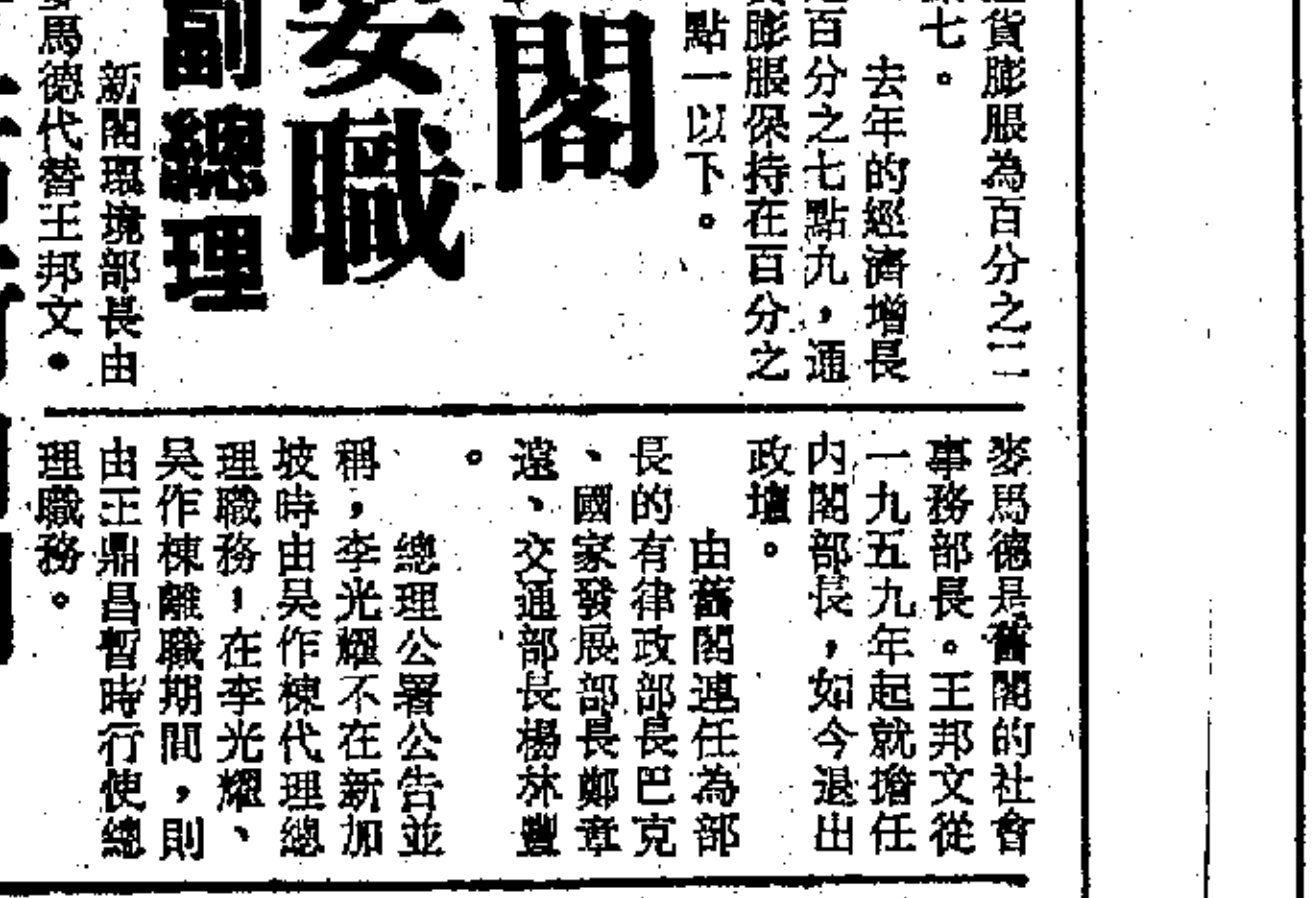 貨膨脹為百分之三
七。
去年的經濟增長
百分之七點九，通
膨脹保持在百分之
點一以下。
閣
職
副總理
新閣環境部長由
馬德代替王邦文。
麥馬德是舊閣的社會
事務部長。王邦文從
一九五九年起就擔任
內閣部長，如今退出
政壇。
由舊閣連任為部
長的有律政部長巴克
、國家發展部長鄭章
遠、交通部長楊林豐
。
總理公署公告並
稱，李光耀不在新加
坡時由吳作棟代理總
理職務，在李光耀、
吳作棟離職期間，則
由王鼎昌暫時行使總
理職務。